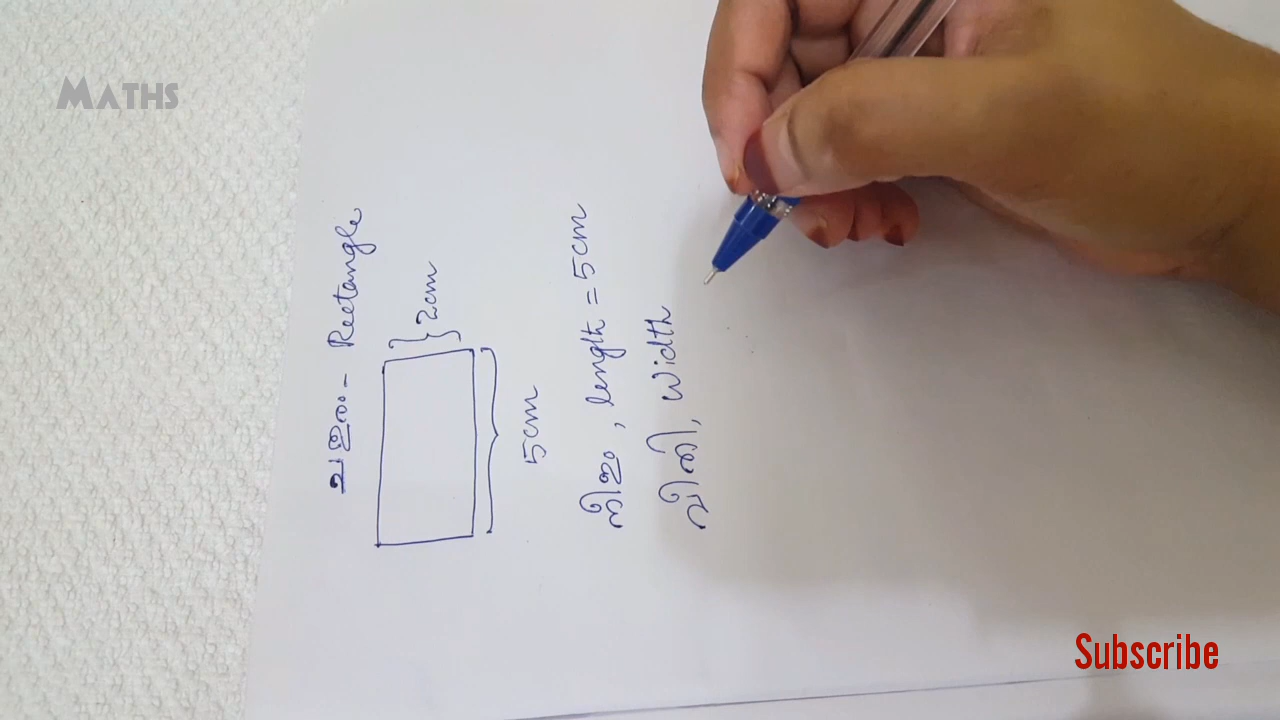 MATHS
ചതുരം - Rectangle
2cm
5cm
നീളം, length = 5cm
വീതി, width
Subscribe